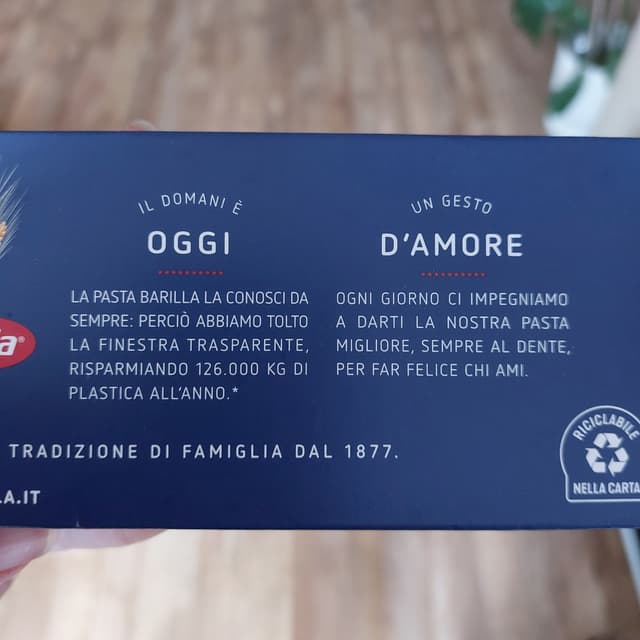 IL DOMANI È
OGGI
LA PASTA BARILLA LA CONOSCI DA
SEMPRE: PERCIÒ ABBIAMO TOLTO
LA FINESTRA TRASPARENTE,
RISPARMIANDO 126.000 KG DI
PLASTICA ALL'ANNO.*
UN GESTO
D'AMORE
OGNI GIORNO CI IMPEGNIAMO
A DARTI LA NOSTRA PASTA
MIGLIORE, SEMPRE AL DENTE,
PER FAR FELICE CHI AMI.
TRADIZIONE DI FAMIGLIA DAL 1877.
RICICLABILE
NELLA CARTA